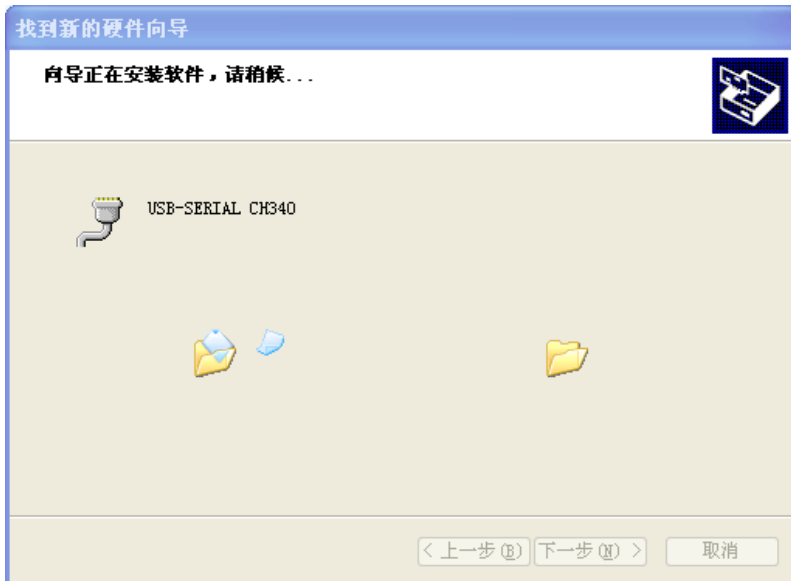 找到新的硬件向导
向导正在安装软件，请稍候...
USB-SERIAL CH340
< 上一步(B) 下一步(N) > 取消